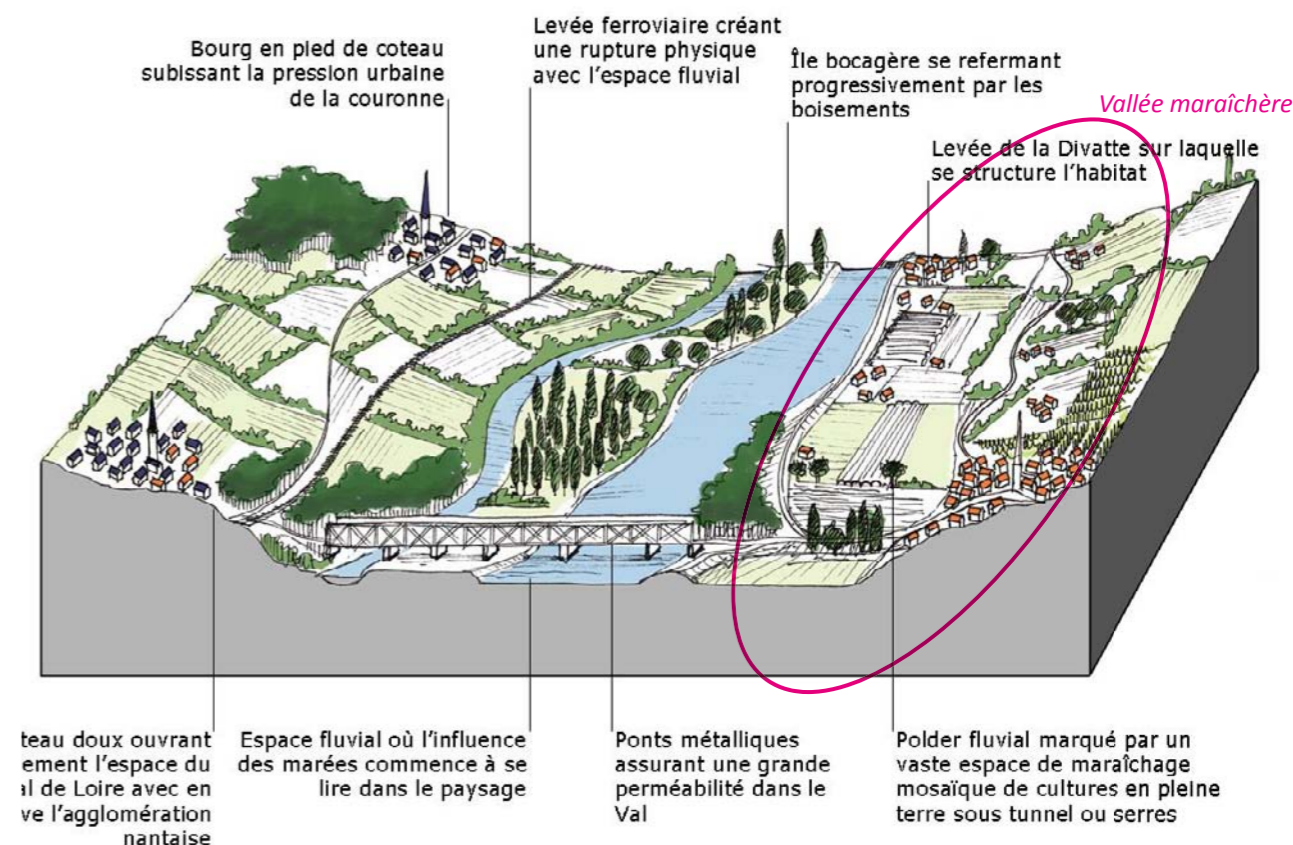 Bourg en pied de coteau
subissant la pression urbaine
de la couronne
Levée ferroviaire créant
une rupture physique
avec l'espace fluvial
Île bocagère se refermant
progressivement par les
boisements
Vallée maraîchère
Levée de la Divatte sur laquelle
se structure l'habitat
teau doux ouvrant
ement l'espace du
al de Loire avec en
ve l'agglomération
nantaise
Espace fluvial où l'influence
des marées commence à se
lire dans le paysage
Ponts métalliques
assurant une grande
perméabilité dans le
Val
Polder fluvial marqué par un
vaste espace de maraîchage
mosaïque de cultures en pleine
terre sous tunnel ou serres